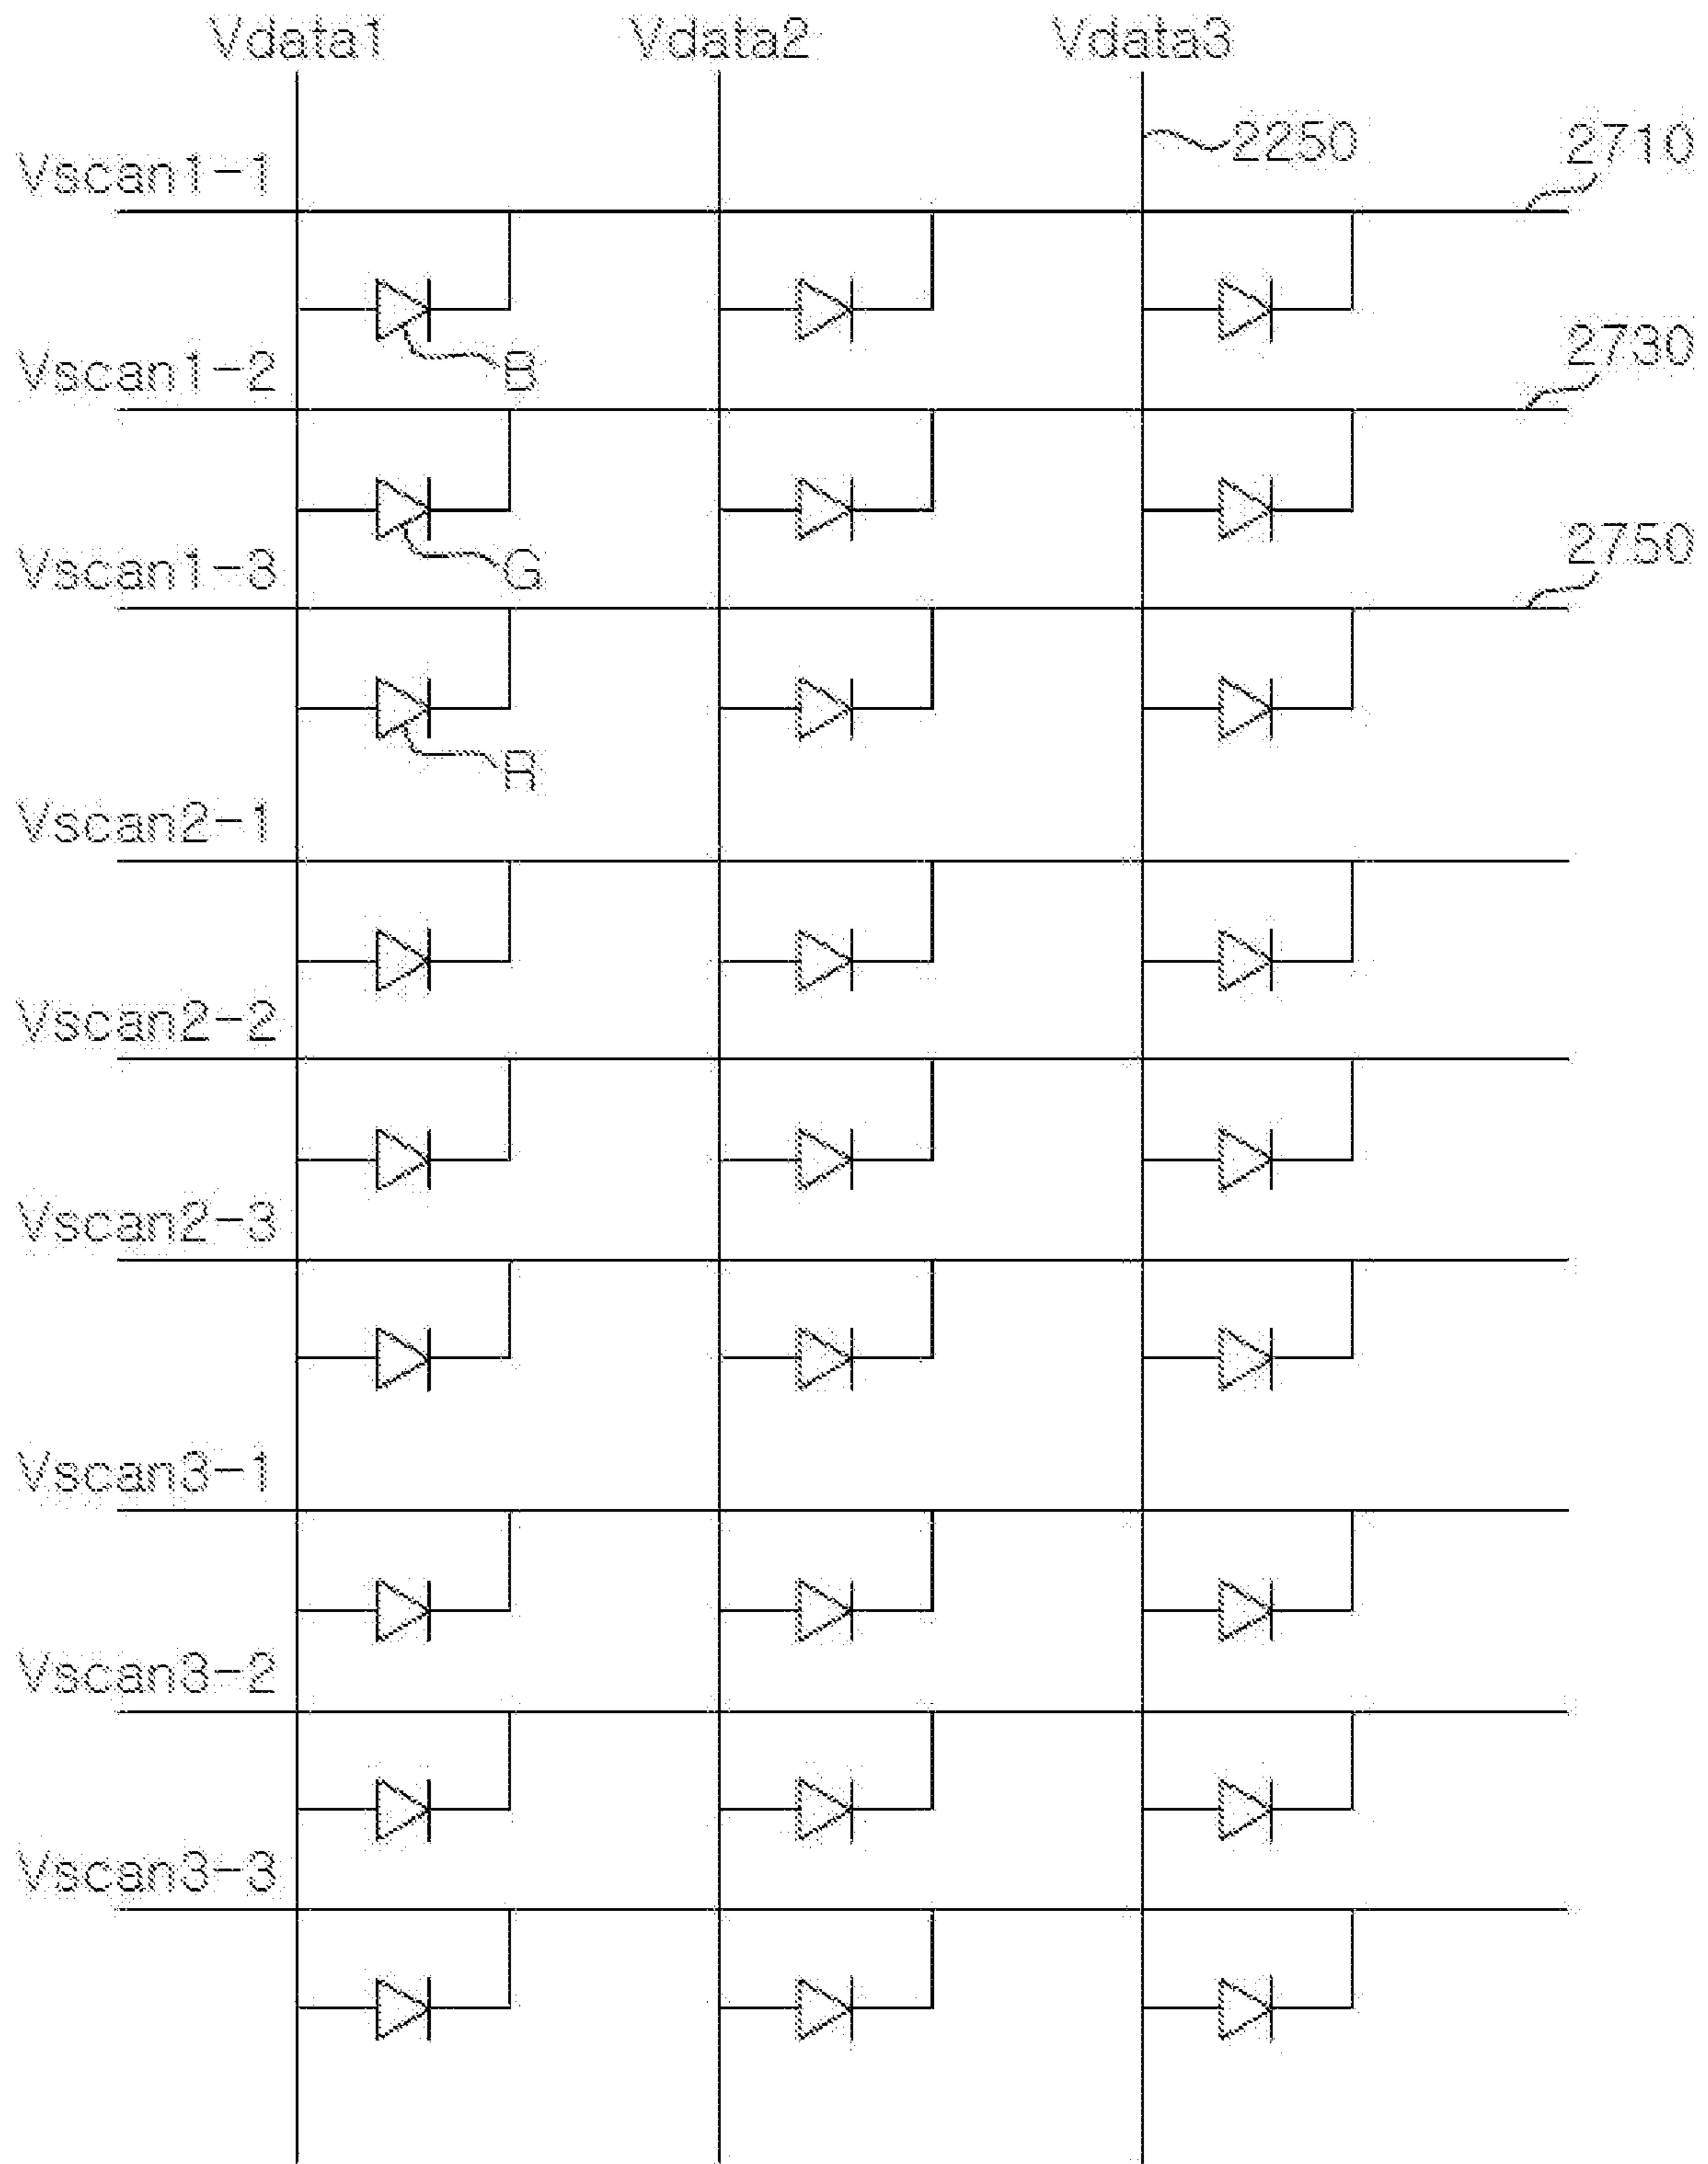 Vdata1 Vdata2 Vdata3
2250
2710
Vscan1-1
B
2730
Vscan1-2
G
2750
Vscan1-3
R
Vscan2-1
Vscan2-2
Vscan2-3
Vscan3-1
Vscan3-2
Vscan3-3